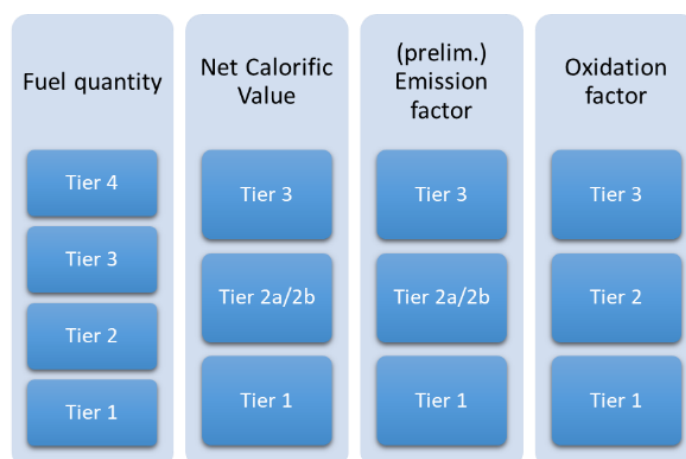 Fuel quantity
Tier 4
Tier 3
Tier 2
Tier 1
Net Calorific
Value
Tier 3
Tier 2a/2b
Tier 1
(prelim.)
Emission
factor
Tier 3
Tier 2a/2b
Tier 1
Oxidation
factor
Tier 3
Tier 2
Tier 1